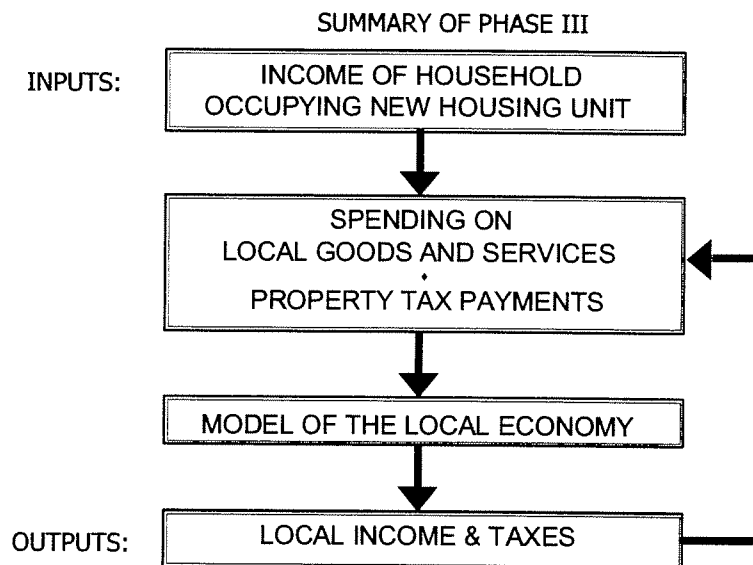 SUMMARY OF PHASE III
INPUTS:
INCOME OF HOUSEHOLD
OCCUPYING NEW HOUSING UNIT
SPENDING ON
LOCAL GOODS AND SERVICES
PROPERTY TAX PAYMENTS
MODEL OF THE LOCAL ECONOMY
OUTPUTS:
LOCAL INCOME & TAXES